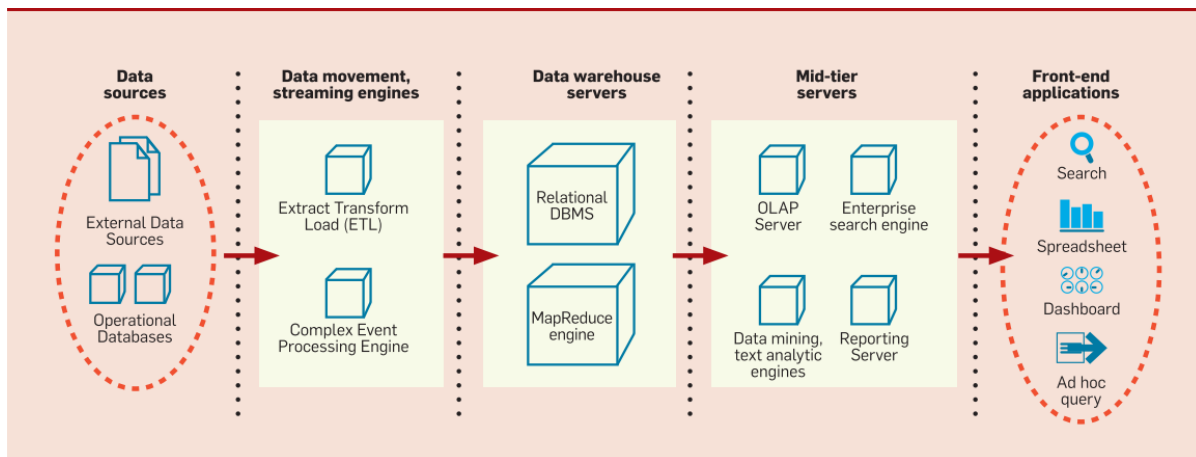 Data
sources
Data movement,
streaming engines
Data warehouse
servers
Mid-tier
servers
Front-end
applications
External Data
Sources
Operational
Databases
Extract Transform
Load (ETL)
Complex Event
Processing Engine
Relational
DBMS
MapReduce
engine
OLAP
Server
Enterprise
search engine
Data mining,
text analytic
engines
Reporting
Server
Search
Spreadsheet
Dashboard
Ad hoc
query